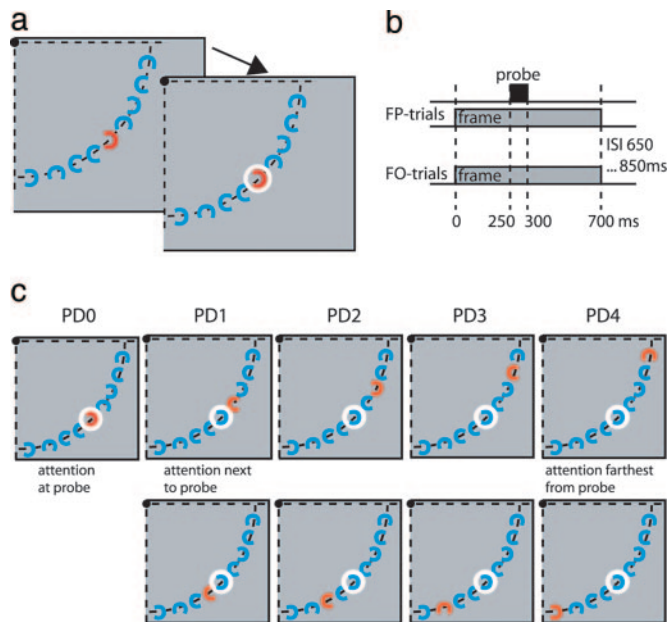 a
b
probe
FP-trials
frame
ISI 650
...850ms
FO-trials
frame
0
250
300
700 ms
c
PD0
PD1
PD2
PD3
PD4
attention
at probe
attention next
to probe
attention farthest
from probe